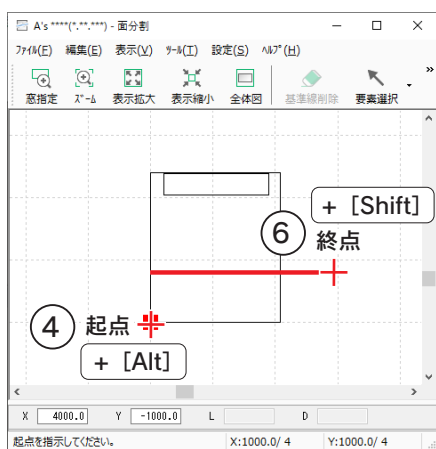 A's ****(*.**.***) - 面分割
ﾌｧｲﾙ(F) 編集(E) 表示(V) ﾂｰﾙ(T) 設定(S) ﾍﾙﾌﾟ(H)
窓指定 ｽﾞｰﾑ 表示拡大 表示縮小 全体図 基準線削除 要素選択
+ [Shift]
⑥ 終点
④ 起点
+ [Alt]
X 4000.0 Y -1000.0 L D
起点を指示してください。 X:1000.0/ 4 Y:1000.0/ 4